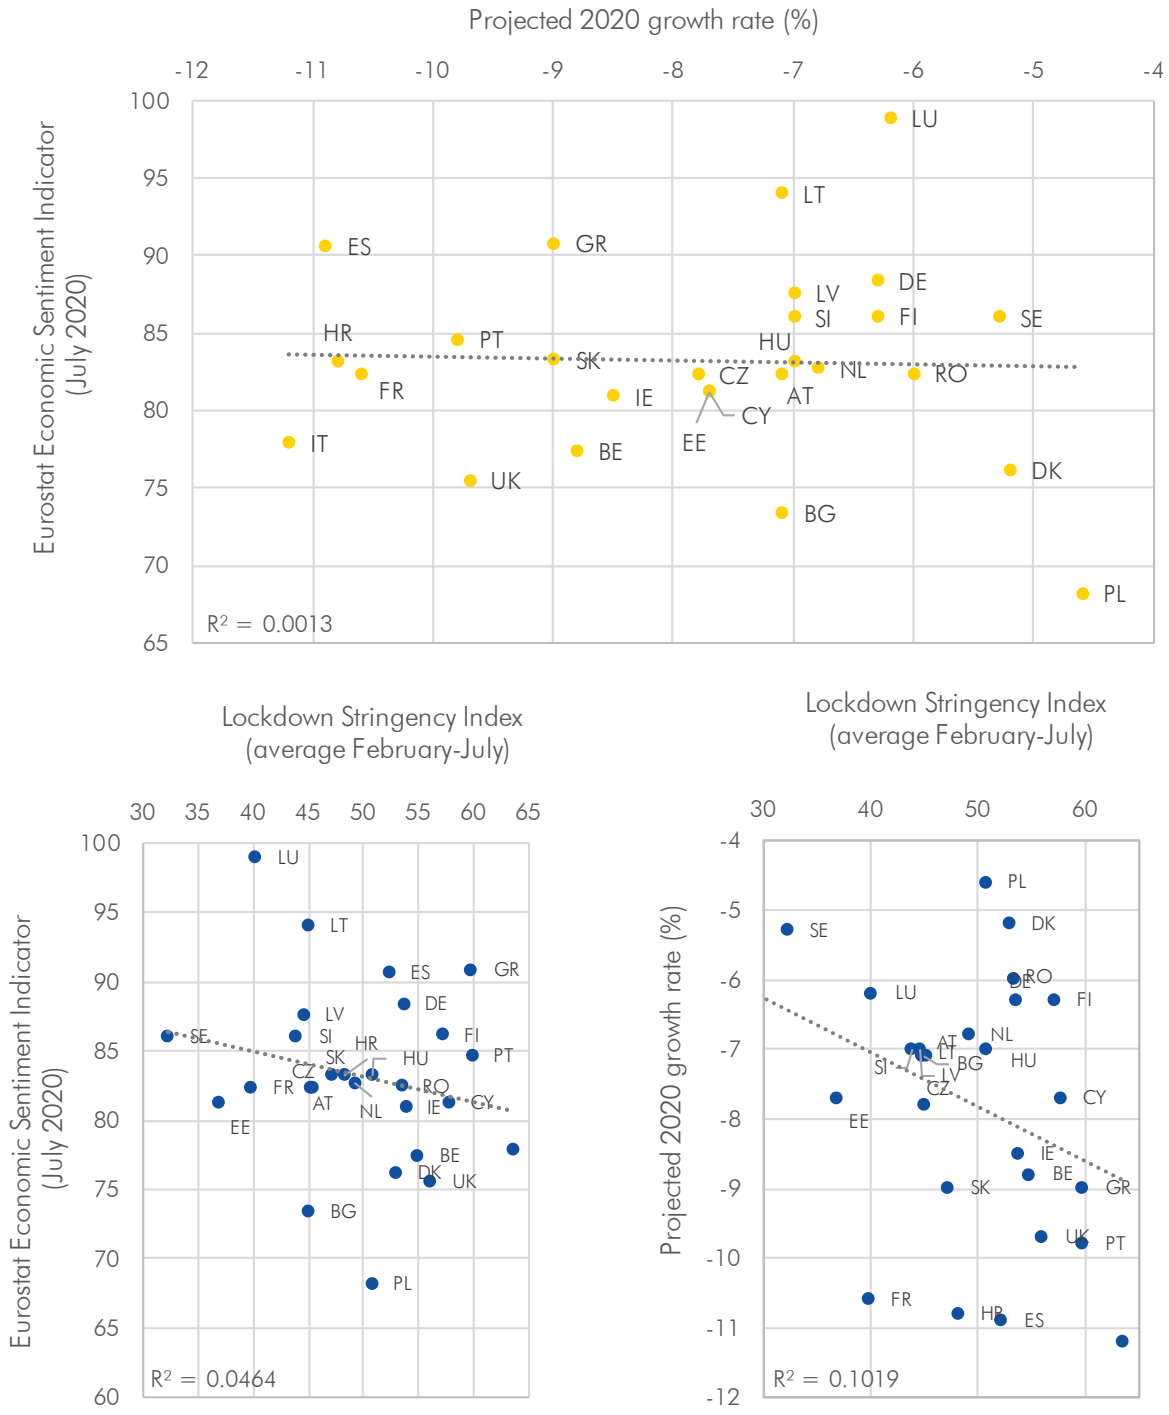 Projected 2020 growth rate (%)
-12 -11 -10 -9 -8 -7 -6 -5 -4
Eurostat Economic Sentiment Indicator
(July 2020)
100
95
90
85
80
75
70
65
LU
LT
ES
GR
DE
LV
SI
FI
SE
HR
PT
HU
SK
NL
CZ
RO
FR
IE
AT
CY
EE
IT
BE
UK
DK
BG
PL
R² = 0.0013
Lockdown Stringency Index
(average February-July)
30 35 40 45 50 55 60 65
Eurostat Economic Sentiment Indicator
(July 2020)
100
95
90
85
80
75
70
65
60
LU
LT
ES
GR
DE
LV
SE
SI
HR
FI
SK
HU
PT
CZ
FR
RO
AT
NL
IE
CY
EE
BE
DK
UK
BG
PL
R² = 0.0464
Lockdown Stringency Index
(average February-July)
30 40 50 60
Projected 2020 growth rate (%)
-4
-5
-6
-7
-8
-9
-10
-11
-12
PL
SE
DK
RO
DE
LU
FI
NL
AT
LT
HU
SI
BG
LV
CZ
CY
EE
IE
BE
SK
GR
UK
PT
FR
HR
ES
R² = 0.1019